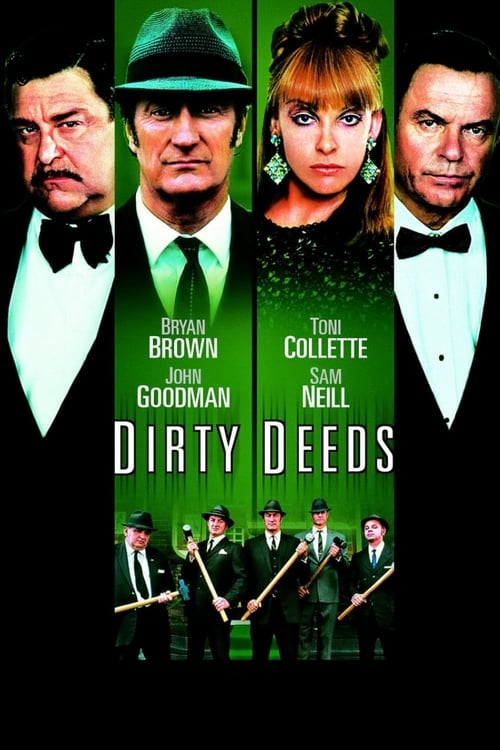 BRYAN BROWN
TONI COLLETTE
JOHN GOODMAN
SAM NEILL
DIRTY DEEDS